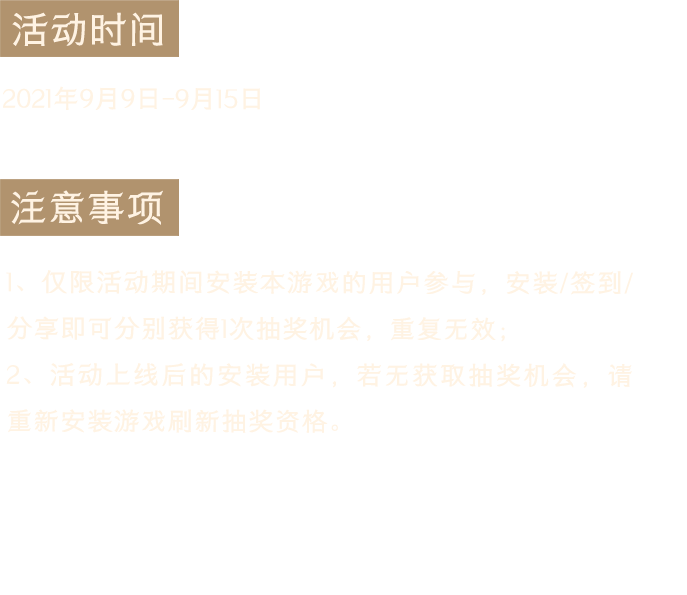 活动时间
2021年9月9日-9月15日
注意事项
1、仅限活动期间安装本游戏的用户参与，安装/签到/
分享即可分别获得1次抽奖机会，重复无效；
2、活动上线后的安装用户，若无获取抽奖机会，请
重新安装游戏刷新抽奖资格。